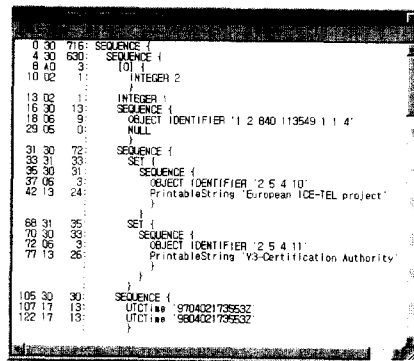 0 30 716: SEQUENCE {
4 30 630: SEQUENCE {
8 A0 3: [0] {
10 02 1: INTEGER 2
: }
13 02 1: INTEGER 1
16 30 13: SEQUENCE {
18 06 9: OBJECT IDENTIFIER '1 2 840 113549 1 1 4'
29 05 0: NULL
: }
31 30 72: SEQUENCE {
33 31 33: SET {
35 30 31: SEQUENCE {
37 06 3: OBJECT IDENTIFIER '2 5 4 10'
42 13 24: PrintableString 'European ICE-TEL project'
: }
: }
68 31 35: SET {
70 30 33: SEQUENCE {
72 06 3: OBJECT IDENTIFIER '2 5 4 11'
77 13 26: PrintableString 'V3-Certification Authority'
: }
: }
: }
105 30 30: SEQUENCE {
107 17 13: UTCTime '970402173553Z'
122 17 13: UTCTime '980402173553Z'
: }